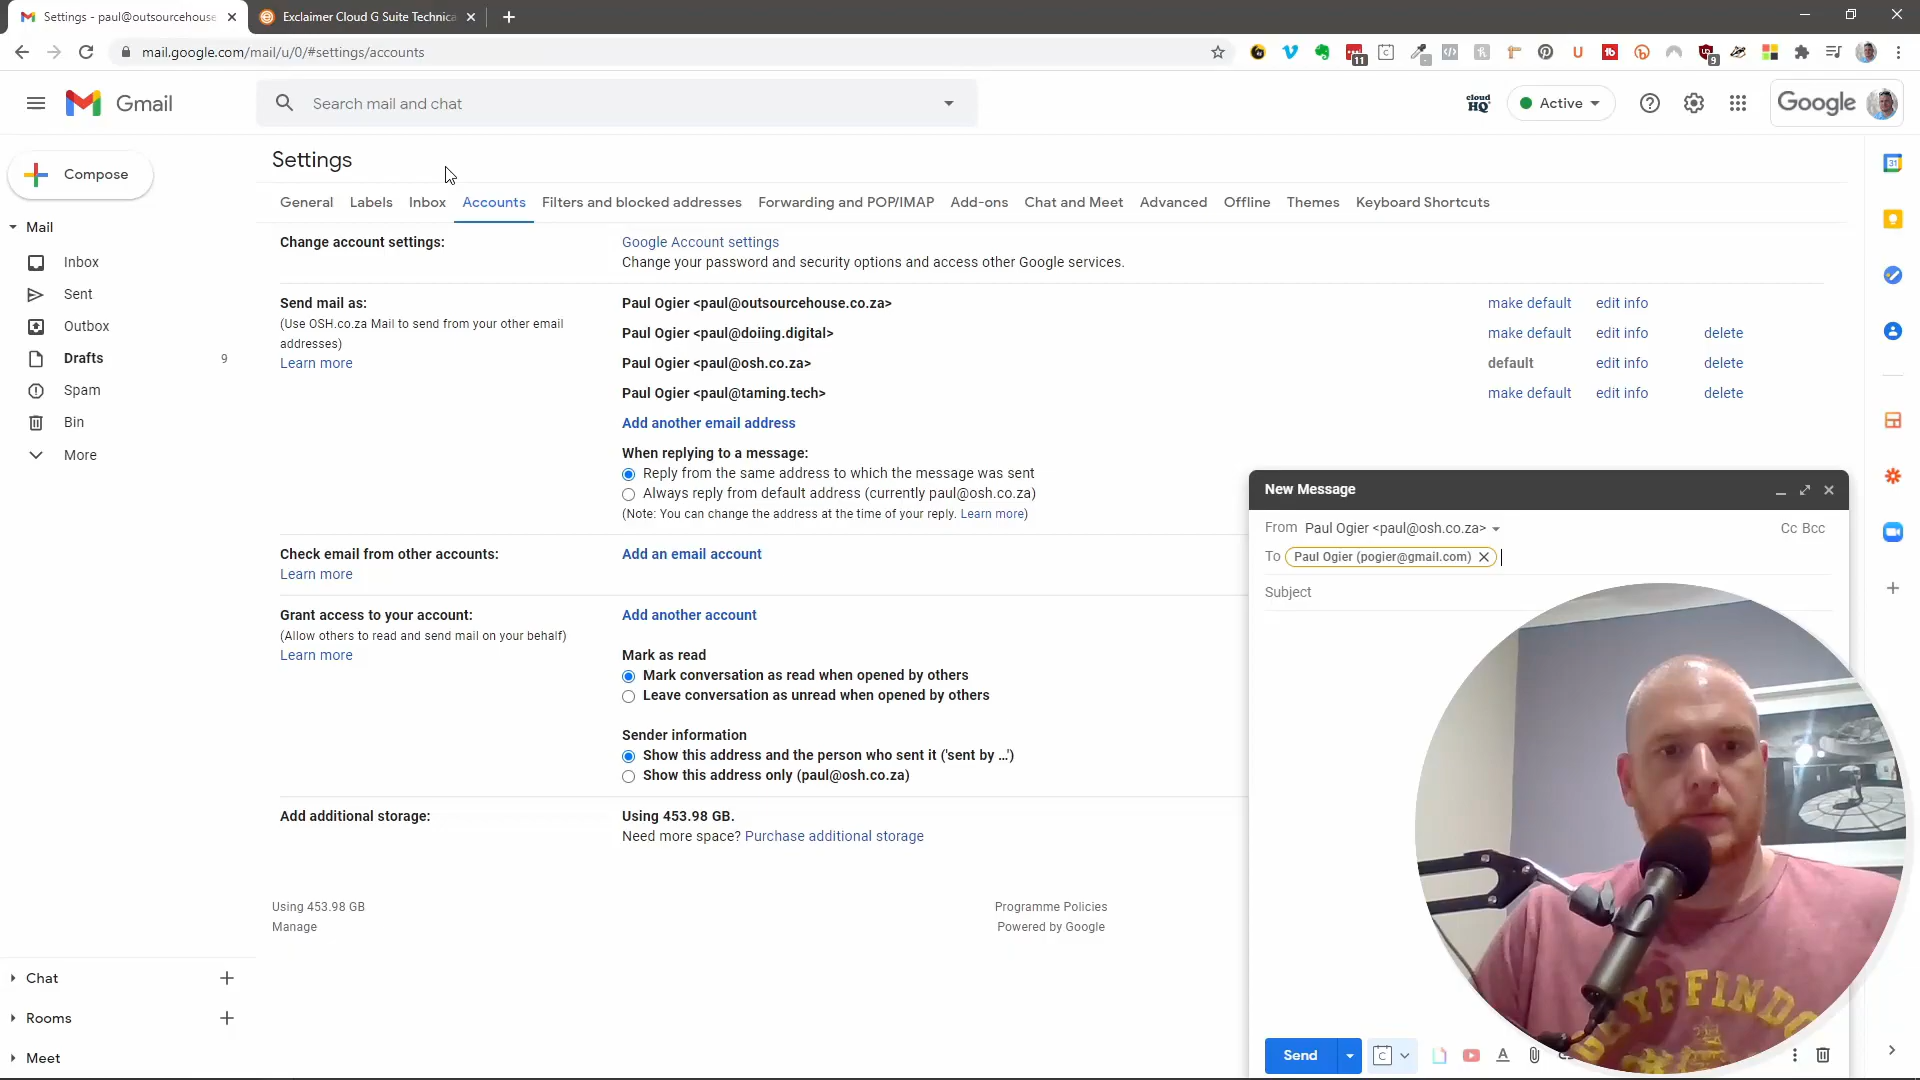 Settings - paul@outsourcehouse
Exclaimer Cloud G Suite Technica
mail.google.com/mail/u/0/#settings/accounts
11
9
Gmail
Search mail and chat
cloud
HQ
Active
Google
Compose
Mail
Inbox
Sent
Outbox
Drafts 9
Spam
Bin
More
Chat
Rooms
Meet
Settings
General Labels Inbox Accounts Filters and blocked addresses Forwarding and POP/IMAP Add-ons Chat and Meet Advanced Offline Themes Keyboard Shortcuts
Change account settings: Google Account settings
Change your password and security options and access other Google services.
Send mail as: Paul Ogier <paul@outsourcehouse.co.za> make default edit info
(Use OSH.co.za Mail to send from your other email
addresses)
Learn more
Paul Ogier <paul@doiing.digital> make default edit info delete
Paul Ogier <paul@osh.co.za> default edit info delete
Paul Ogier <paul@taming.tech> make default edit info delete
Add another email address
When replying to a message:
Reply from the same address to which the message was sent
Always reply from default address (currently paul@osh.co.za)
(Note: You can change the address at the time of your reply. Learn more)
Check email from other accounts: Add an email account
Learn more
Grant access to your account: Add another account
(Allow others to read and send mail on your behalf)
Learn more
Mark as read
Mark conversation as read when opened by others
Leave conversation as unread when opened by others
Sender information
Show this address and the person who sent it ('sent by ...')
Show this address only (paul@osh.co.za)
Add additional storage: Using 453.98 GB.
Need more space? Purchase additional storage
Using 453.98 GB
Manage
Programme Policies
Powered by Google
New Message
From Paul Ogier <paul@osh.co.za> Cc Bcc
To Paul Ogier (pogier@gmail.com)
Subject
Send
31